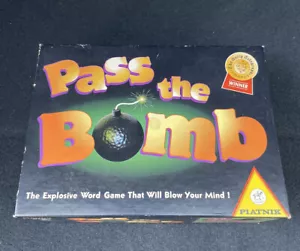 Pass the
Bomb
WINNER
The Explosive Word Game That Will Blow Your Mind !
PIATNIK